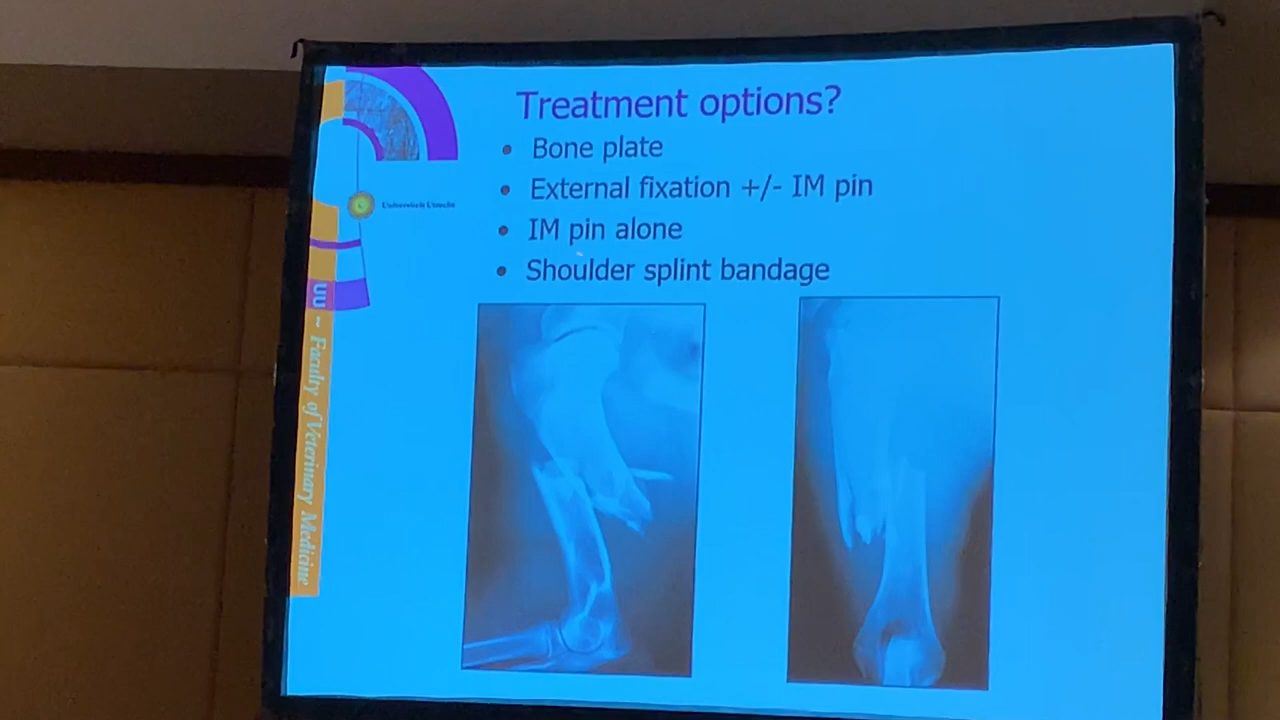 Treatment options?
• Bone plate
• External fixation +/- IM pin
• IM pin alone
• Shoulder splint bandage
Universiteit Utrecht
UU - Faculty of Veterinary Medicine